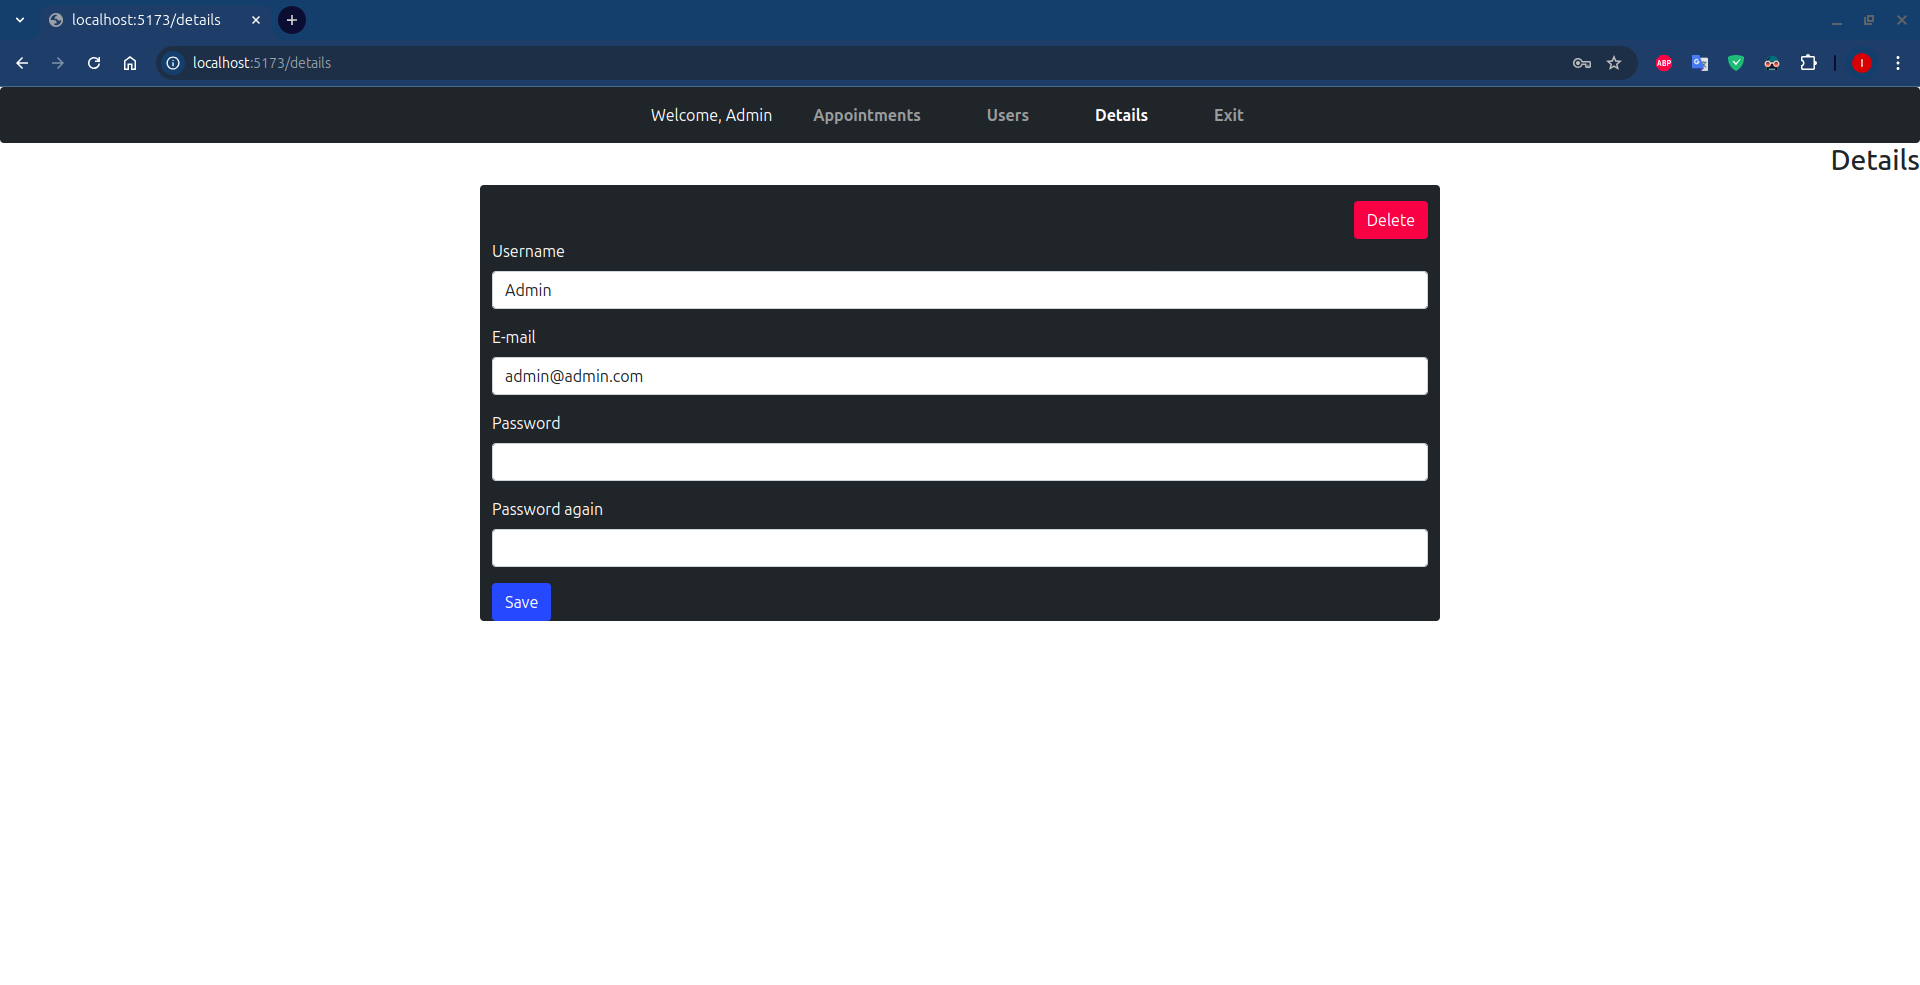 localhost:5173/details
localhost:5173/details
ABP
G
I
Welcome, Admin Appointments Users Details Exit
Details
Delete
Username
Admin
E-mail
admin@admin.com
Password
Password again
Save